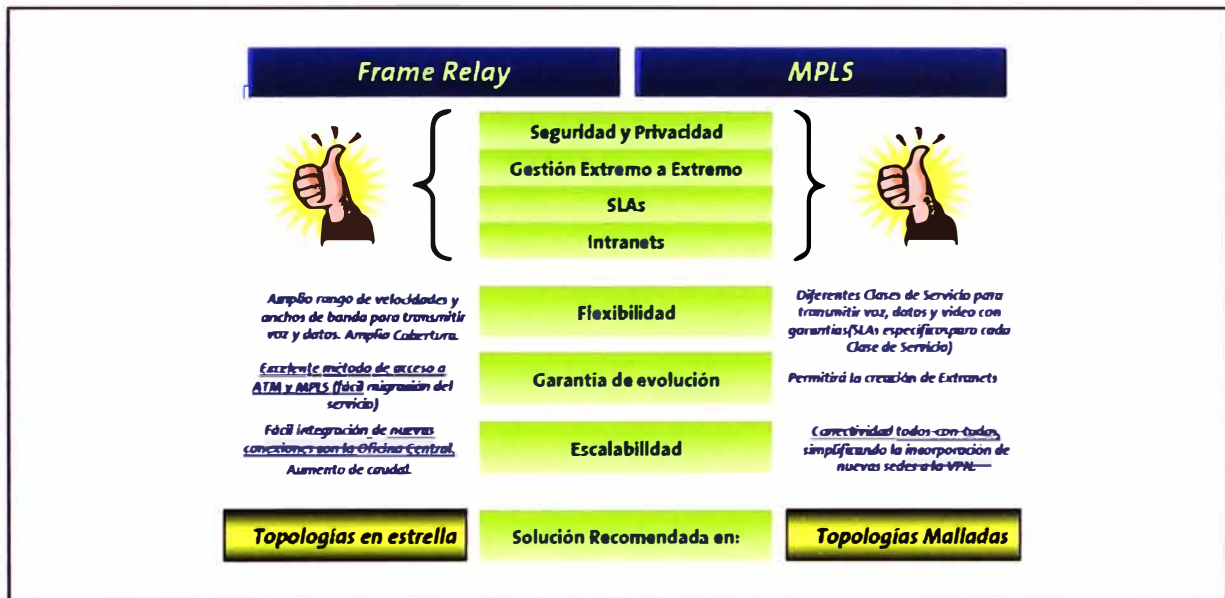 Frame Relay
MPLS
Seguridad y Privacidad
Gestión Extremo a Extremo
SLAs
Intranets
Amplio rango de velocidades y
anchos de banda para transmitir
voz y datos. Amplia Cobertura.
Flexibilidad
Diferentes Clases de Servicio para
transmitir voz, datos y video con
garantías(SLAs específicos para cada
Clase de Servicio)
Excelente método de acceso a
ATM y MPLS (fácil migración del
servicio)
Garantía de evolución
Permitirá la creación de Extranets
Fácil integración de nuevas
conexiones con la Oficina Central.
Aumento de caudal.
Escalabilidad
Conectividad todos-con-todos,
simplificando la incorporación de
nuevas sedes a la VPN.
Topologías en estrella
Solución Recomendada en:
Topologías Malladas